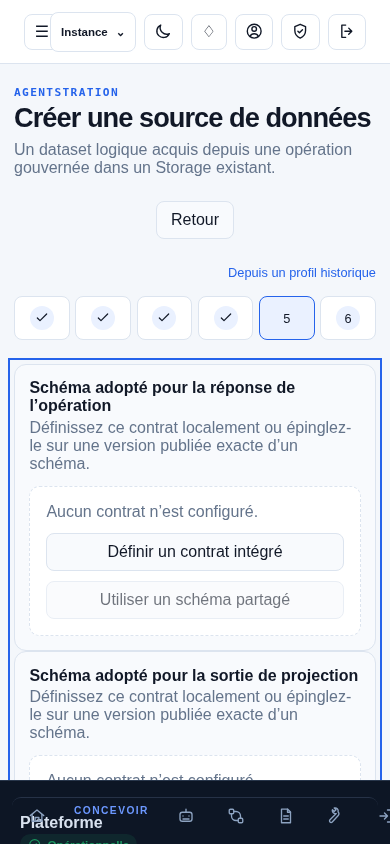 Instance
AGENTSTRATION
Créer une source de données
Un dataset logique acquis depuis une opération
gouvernée dans un Storage existant.
Retour
Depuis un profil historique
5
6
Schéma adopté pour la réponse de
l’opération
Définissez ce contrat localement ou épinglez-
le sur une version publiée exacte d’un
schéma.
Aucun contrat n’est configuré.
Définir un contrat intégré
Utiliser un schéma partagé
Schéma adopté pour la sortie de projection
Définissez ce contrat localement ou épinglez-
le sur une version publiée exacte d’un
schéma.
Aucun contrat n’est configuré.
CONCEVOIR
Plateforme
Opérationnelle